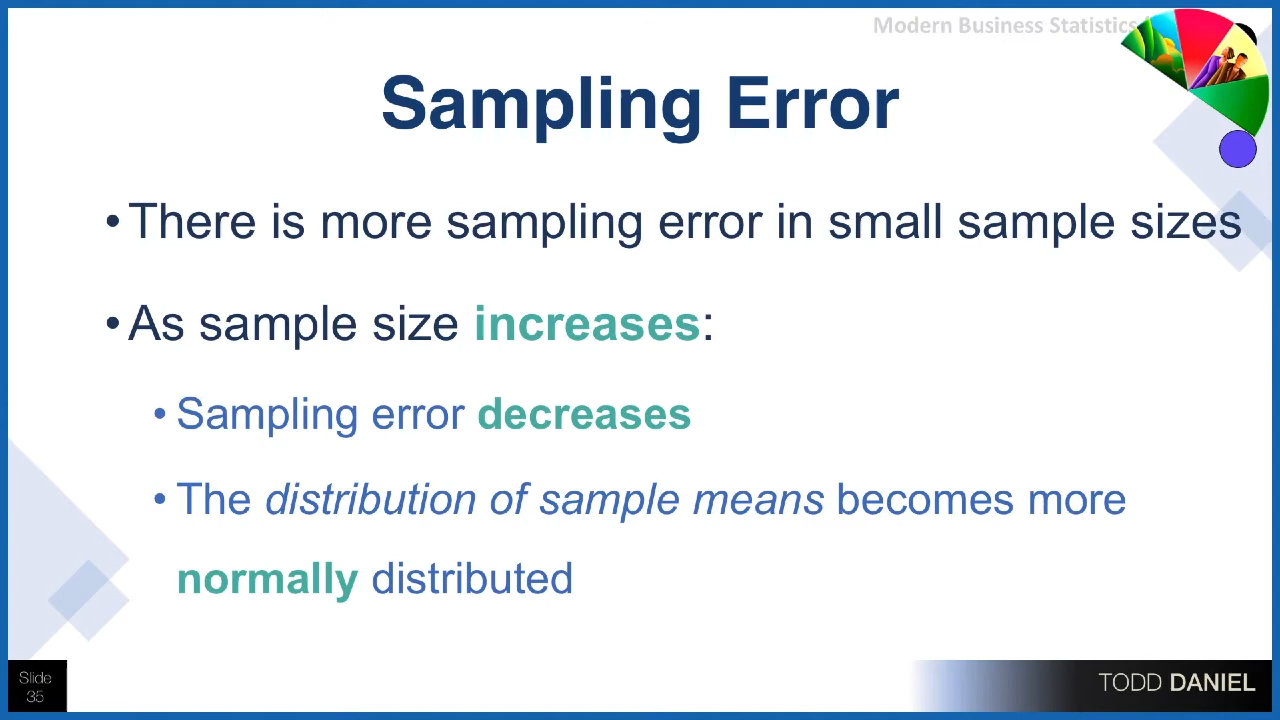 Modern Business Statistics
Sampling Error
• There is more sampling error in small sample sizes
• As sample size increases:
• Sampling error decreases
• The distribution of sample means becomes more
normally distributed
Slide
35
TODD DANIEL